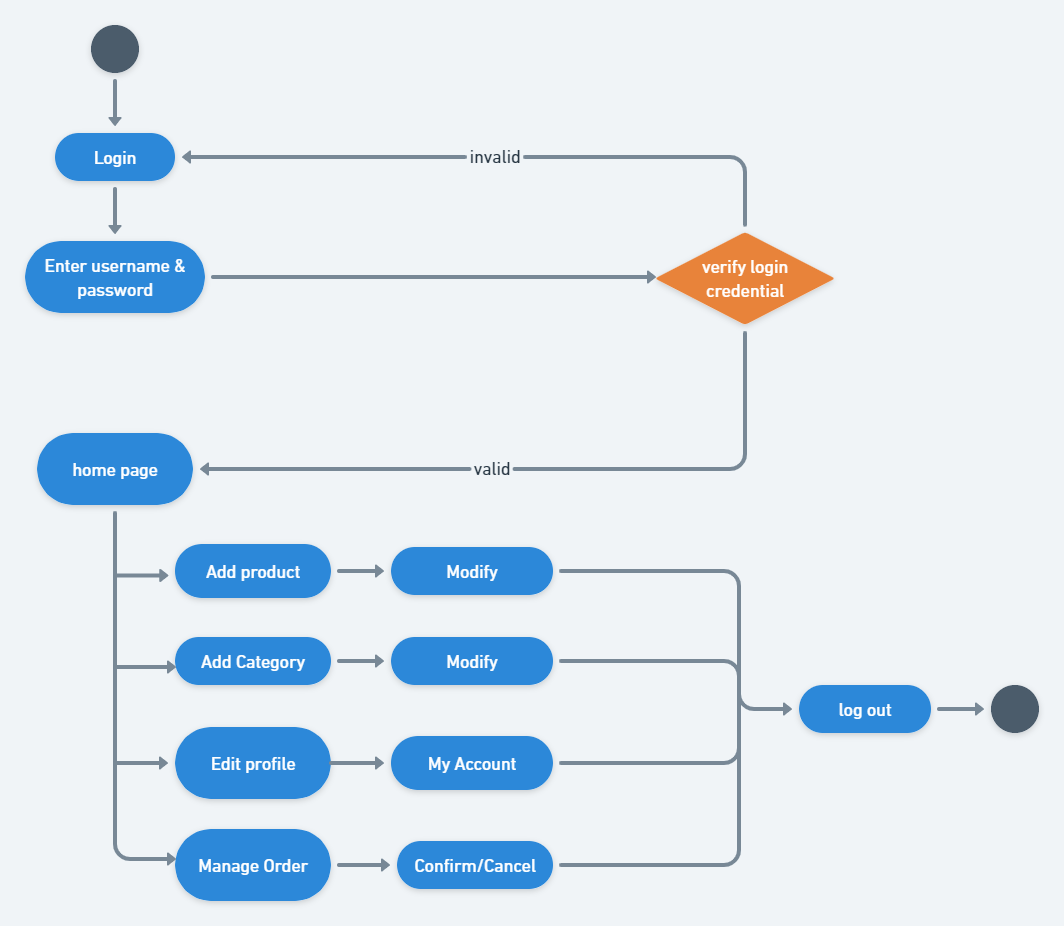 Login
invalid
Enter username &
password
verify login
credential
home page
valid
Add product
Modify
Add Category
Modify
log out
Edit profile
My Account
Manage Order
Confirm/Cancel